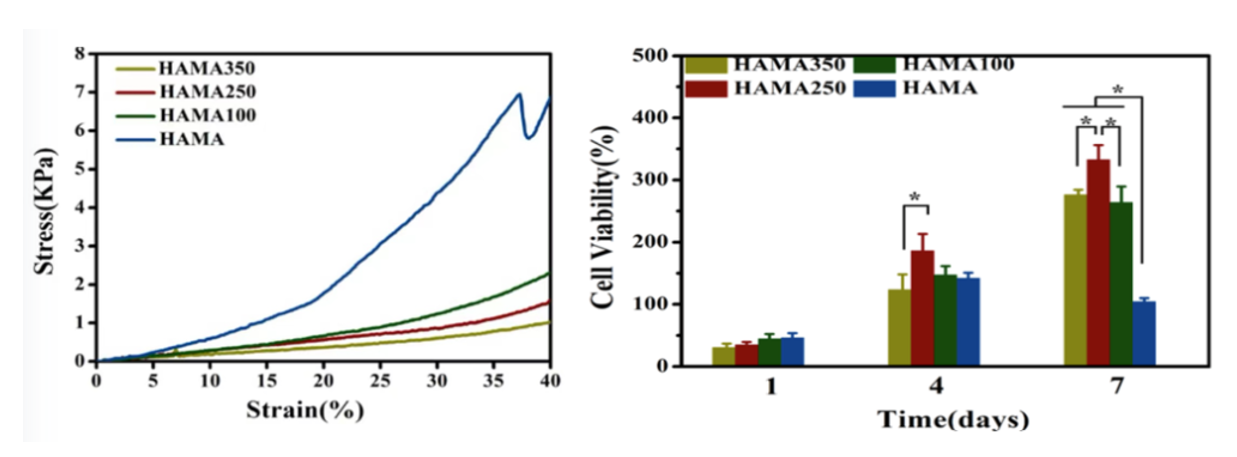 8
7
6
5
4
3
2
1
0
Stress(KPa)
HAMA350
HAMA250
HAMA100
HAMA
0 5 10 15 20 25 30 35 40
Strain(%)
500
400
300
200
100
0
Cell Viability(%)
HAMA350 HAMA100
HAMA250 HAMA
*
* *
*
1 4 7
Time(days)